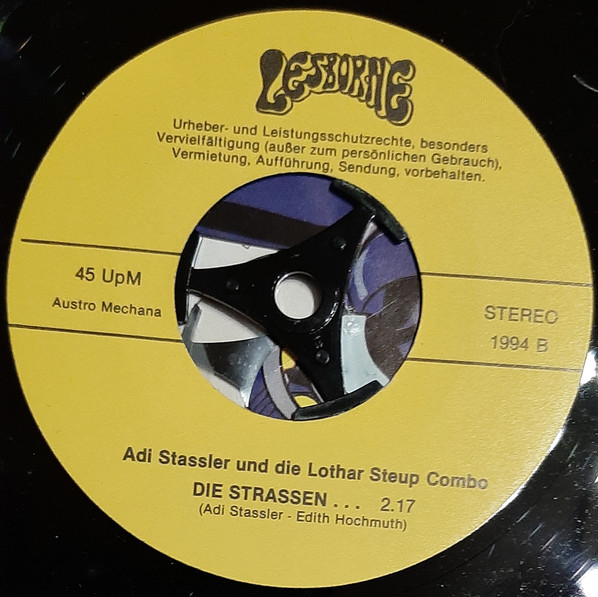 LESBORNE
Urheber- und Leistungsschutzrechte, besonders
Vervielfältigung (außer zum persönlichen Gebrauch),
Vermietung, Aufführung, Sendung, vorbehalten.
45 UpM
Austro Mechana
STEREO
1994 B
Adi Stassler und die Lothar Steup Combo
DIE STRASSEN . . . 2.17
(Adi Stassler - Edith Hochmuth)